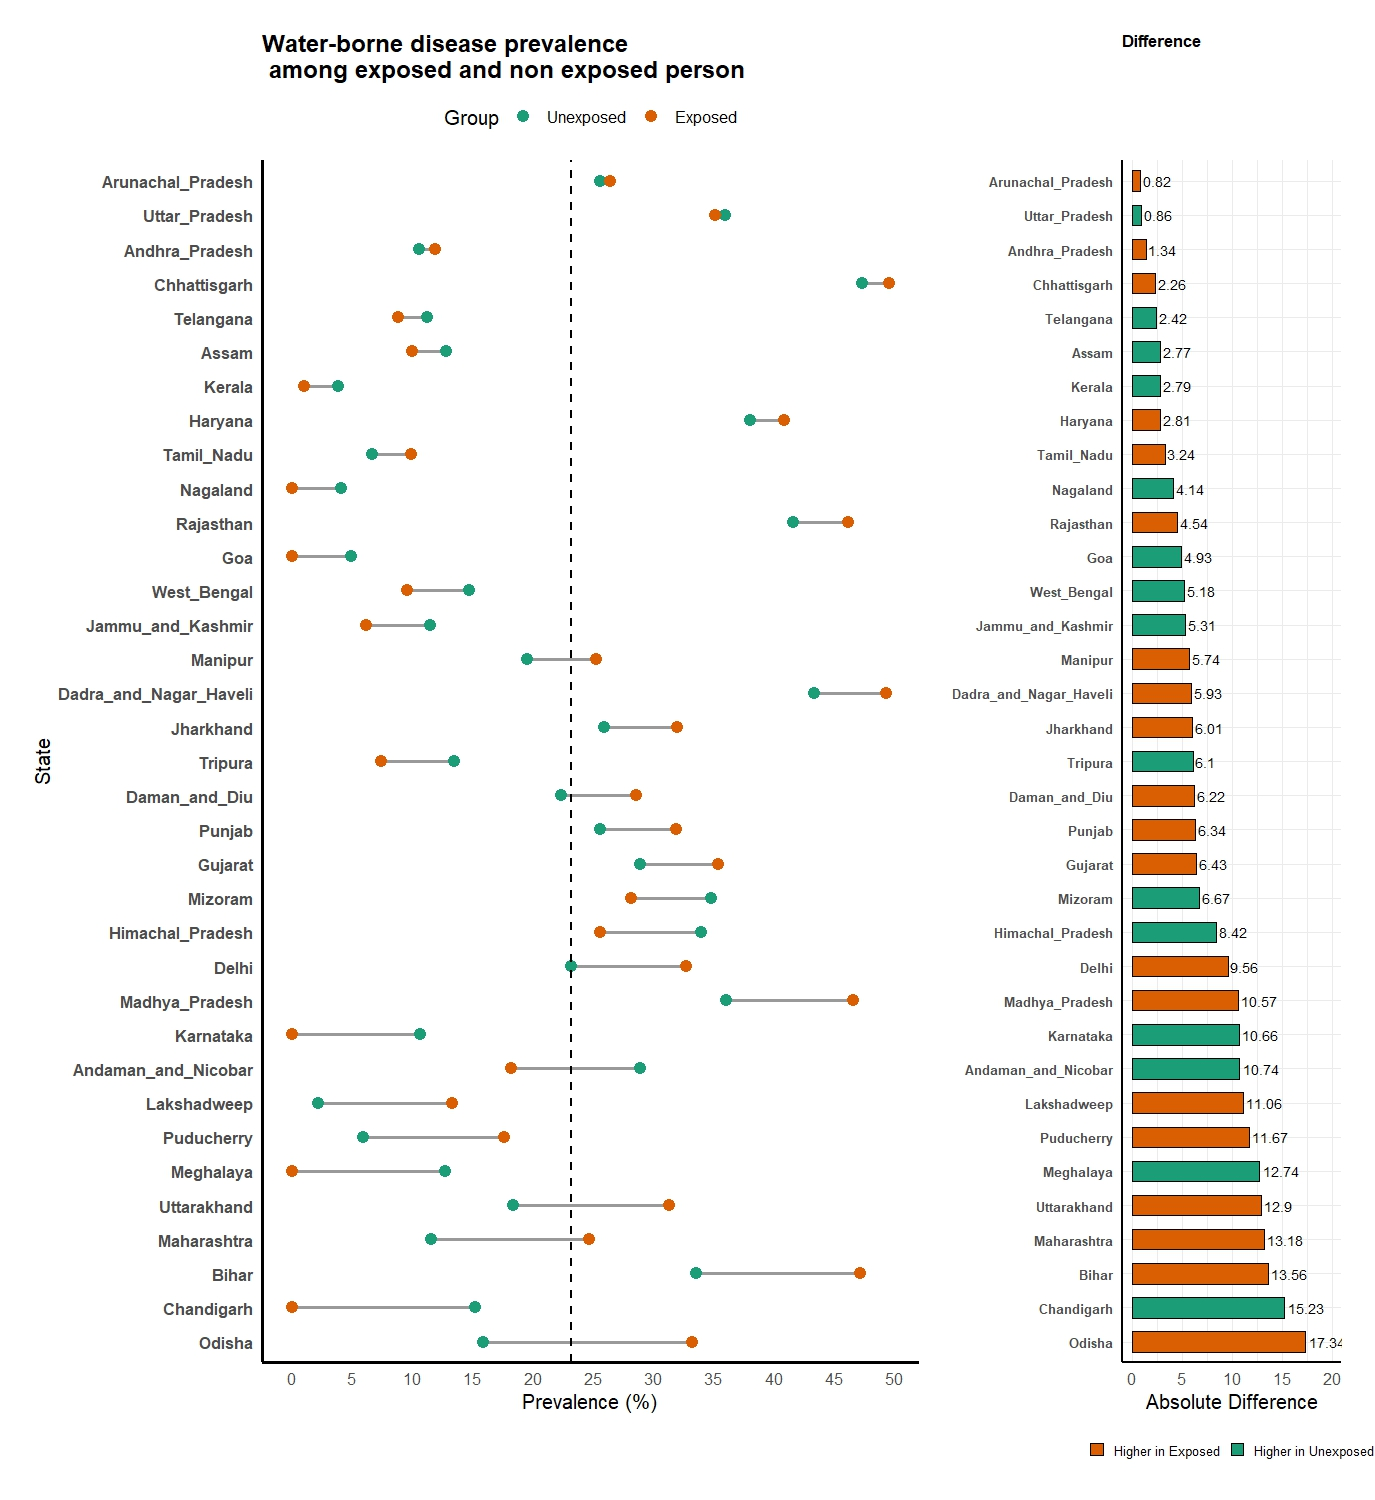 Water-borne disease prevalence
among exposed and non exposed person
Group Unexposed Exposed
State
Arunachal_Pradesh
Uttar_Pradesh
Andhra_Pradesh
Chhattisgarh
Telangana
Assam
Kerala
Haryana
Tamil_Nadu
Nagaland
Rajasthan
Goa
West_Bengal
Jammu_and_Kashmir
Manipur
Dadra_and_Nagar_Haveli
Jharkhand
Tripura
Daman_and_Diu
Punjab
Gujarat
Mizoram
Himachal_Pradesh
Delhi
Madhya_Pradesh
Karnataka
Andaman_and_Nicobar
Lakshadweep
Puducherry
Meghalaya
Uttarakhand
Maharashtra
Bihar
Chandigarh
Odisha
0 5 10 15 20 25 30 35 40 45 50
Prevalence (%)
Difference
Arunachal_Pradesh 0.82
Uttar_Pradesh 0.86
Andhra_Pradesh 1.34
Chhattisgarh 2.26
Telangana 2.42
Assam 2.77
Kerala 2.79
Haryana 2.81
Tamil_Nadu 3.24
Nagaland 4.14
Rajasthan 4.54
Goa 4.93
West_Bengal 5.18
Jammu_and_Kashmir 5.31
Manipur 5.74
Dadra_and_Nagar_Haveli 5.93
Jharkhand 6.01
Tripura 6.1
Daman_and_Diu 6.22
Punjab 6.34
Gujarat 6.43
Mizoram 6.67
Himachal_Pradesh 8.42
Delhi 9.56
Madhya_Pradesh 10.57
Karnataka 10.66
Andaman_and_Nicobar 10.74
Lakshadweep 11.06
Puducherry 11.67
Meghalaya 12.74
Uttarakhand 12.9
Maharashtra 13.18
Bihar 13.56
Chandigarh 15.23
Odisha 17.34
0 5 10 15 20
Absolute Difference
Higher in Exposed Higher in Unexposed